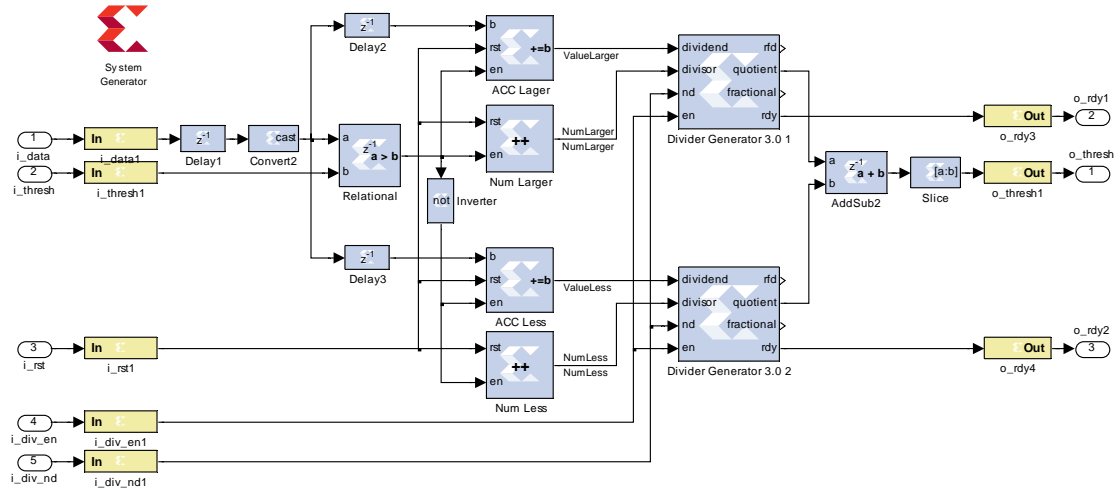 System
Generator
z-1
Delay2
b
rst
en
+=b
ACC Lager
ValueLarger
dividend
divisor
nd
en
rfd
quotient
fractional
rdy
Divider Generator 3.0 1
1
i_data
In
i_data1
z-1
Delay1
cast
Convert2
a
b
z-1
a > b
Relational
rst
en
++
Num Larger
NumLarger
NumLarger
2
i_thresh
In
i_thresh1
not
Inverter
Out
o_rdy3
o_rdy1
2
a
b
z-1
a + b
AddSub2
[a:b]
Slice
Out
o_thresh1
o_thresh
1
z-1
Delay3
b
rst
en
+=b
ACC Less
ValueLess
dividend
divisor
nd
en
rfd
quotient
fractional
rdy
Divider Generator 3.0 2
3
i_rst
In
i_rst1
rst
en
++
Num Less
NumLess
NumLess
Out
o_rdy4
o_rdy2
3
4
i_div_en
In
i_div_en1
5
i_div_nd
In
i_div_nd1